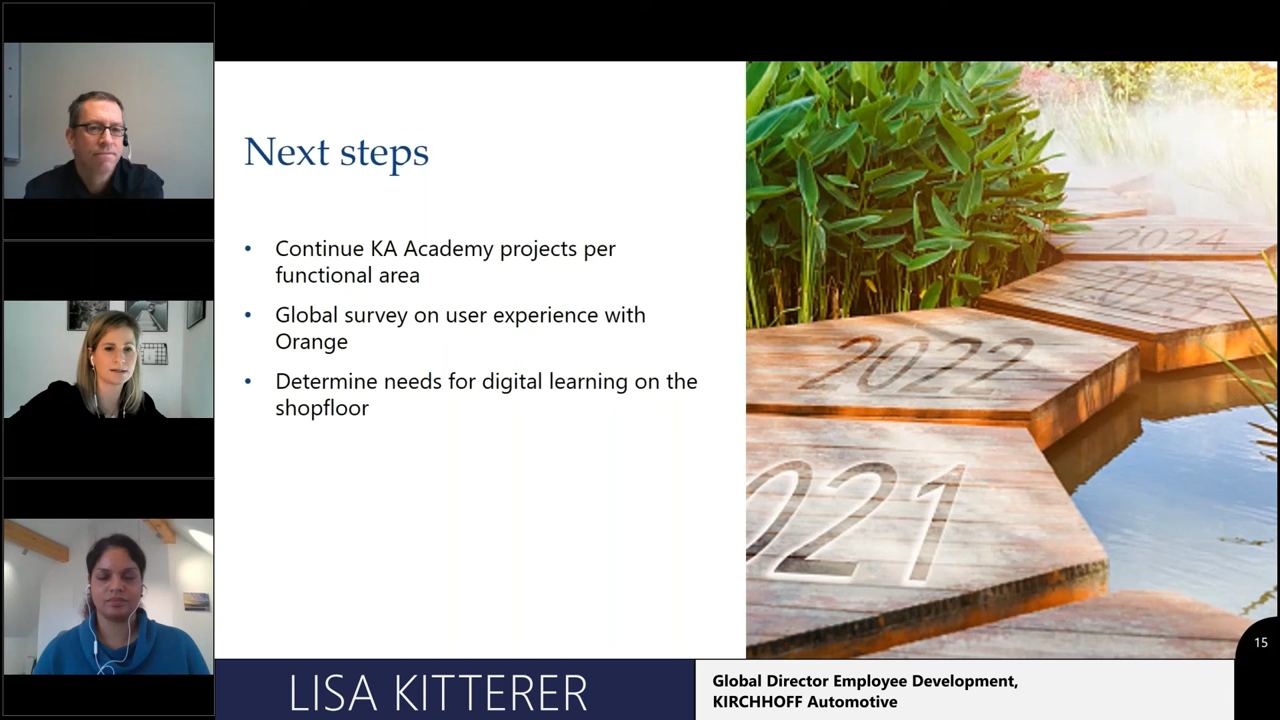 Next steps
• Continue KA Academy projects per
functional area
• Global survey on user experience with
Orange
• Determine needs for digital learning on the
shopfloor
2024
2022
021
15
LISA KITTERER
Global Director Employee Development,
KIRCHHOFF Automotive